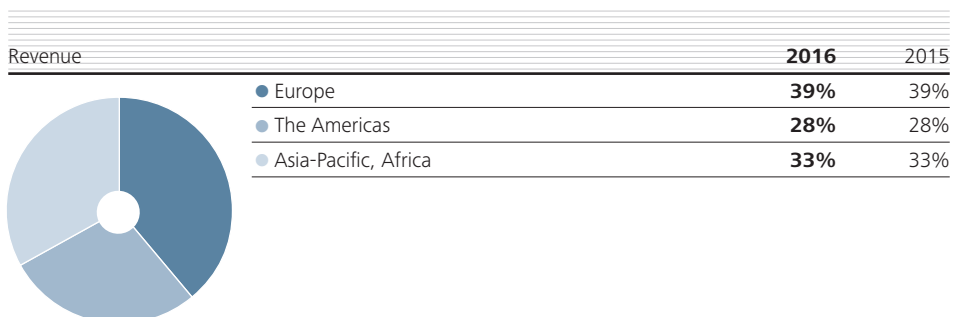 Revenue 2016 2015
Europe 39% 39%
The Americas 28% 28%
Asia-Pacific, Africa 33% 33%